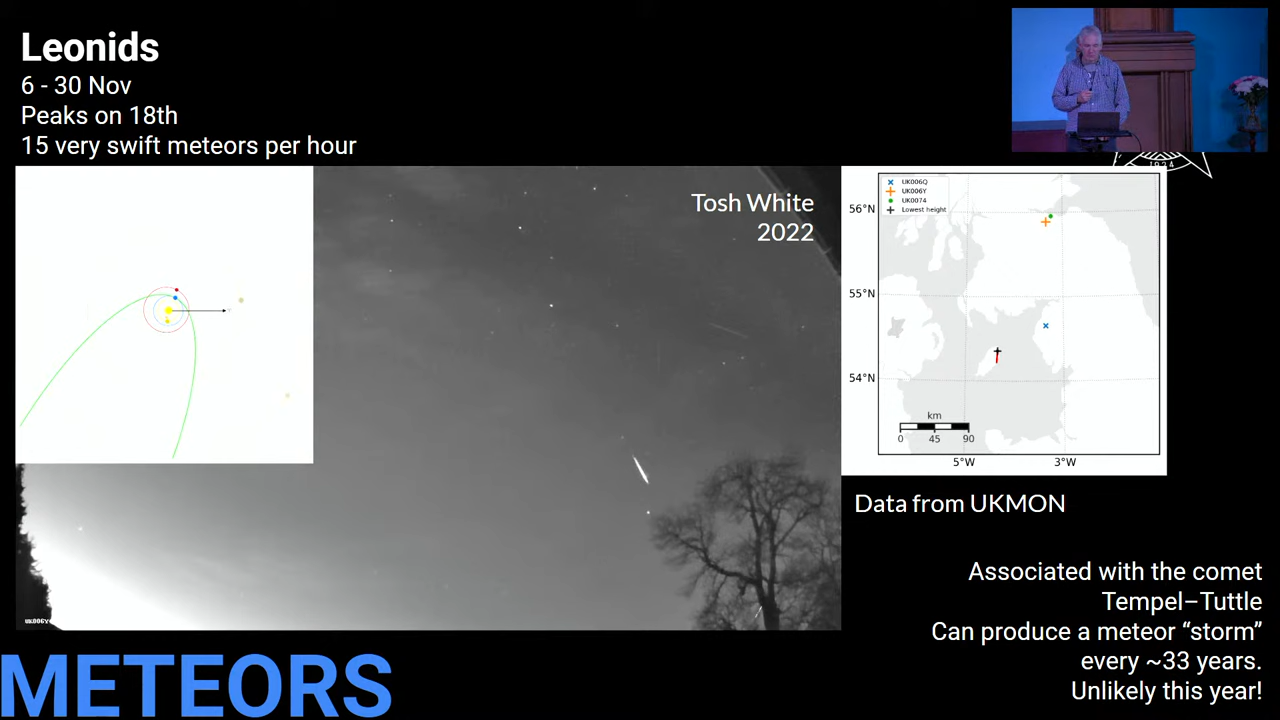 Leonids
6 - 30 Nov
Peaks on 18th
15 very swift meteors per hour
1924
Tosh White
2022
UK006Q
UK006Y
UK0074
Lowest height
56°N
55°N
54°N
km
0 45 90
5°W 3°W
Data from UKMON
Associated with the comet
Tempel–Tuttle
Can produce a meteor “storm”
every ~33 years.
Unlikely this year!
UK006Y
METEORS